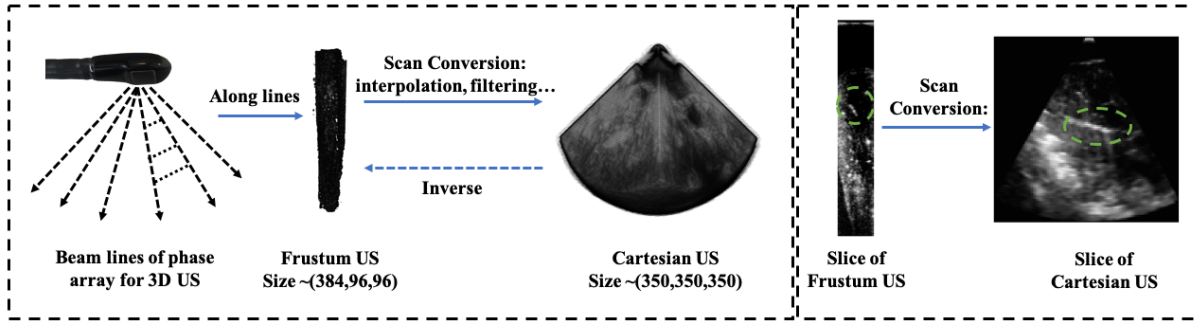 Along lines
Scan Conversion:
interpolation, filtering…
Inverse
Beam lines of phase
array for 3D US
Frustum US
Size ~(384,96,96)
Cartesian US
Size ~(350,350,350)
Scan
Conversion:
Slice of
Frustum US
Slice of
Cartesian US